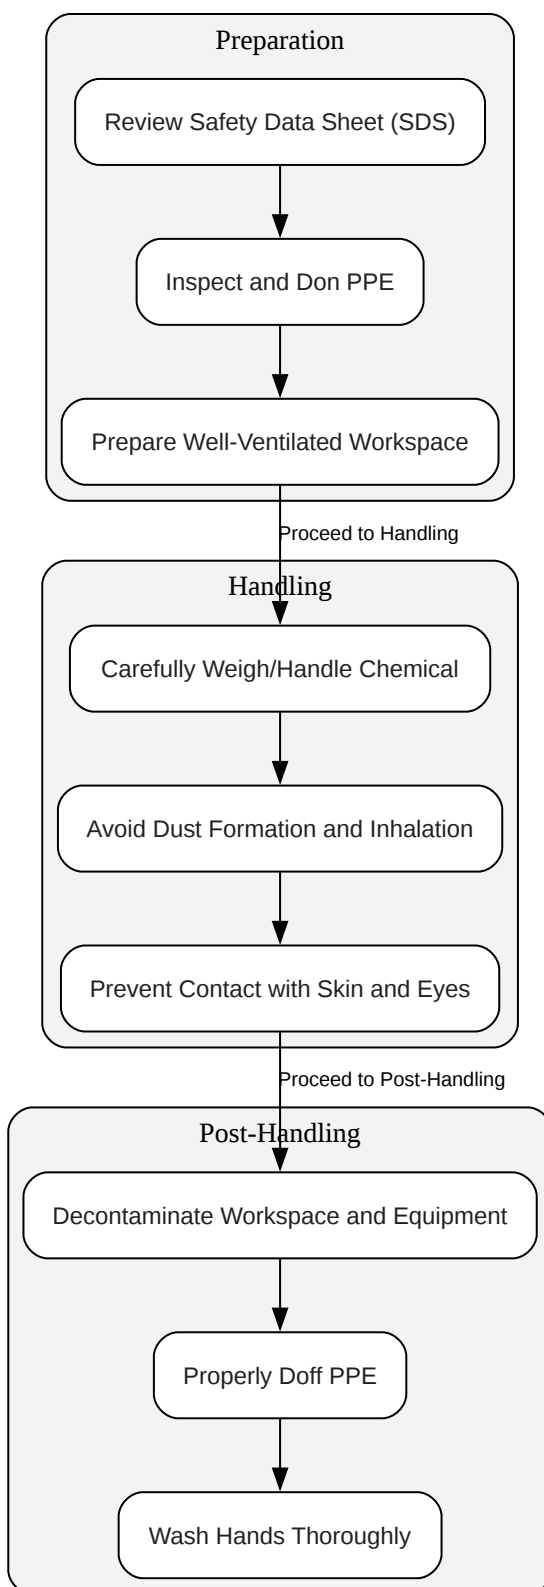 Preparation
Review Safety Data Sheet (SDS)
Inspect and Don PPE
Prepare Well-Ventilated Workspace
Proceed to Handling
Handling
Carefully Weigh/Handle Chemical
Avoid Dust Formation and Inhalation
Prevent Contact with Skin and Eyes
Proceed to Post-Handling
Post-Handling
Decontaminate Workspace and Equipment
Properly Doff PPE
Wash Hands Thoroughly